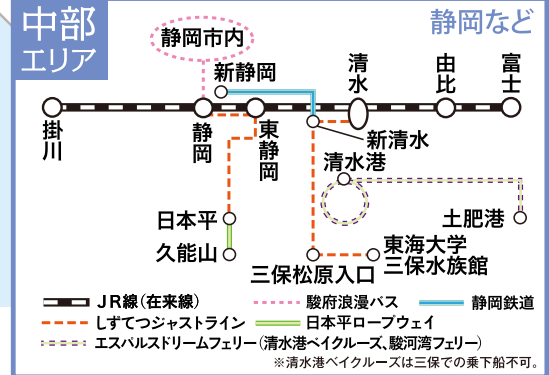 中部
エリア
静岡など
静岡市内
新静岡
清水
由比
富士
掛川
静岡
東静岡
新清水
清水港
日本平
久能山
土肥港
三保松原入口
東海大学
三保水族館
JR線(在来線)
駿府浪漫バス
静岡鉄道
しずてつジャストライン
日本平ロープウェイ
エスパルスドリームフェリー(清水港ベイクルーズ、駿河湾フェリー)
※清水港ベイクルーズは三保での乗下船不可。